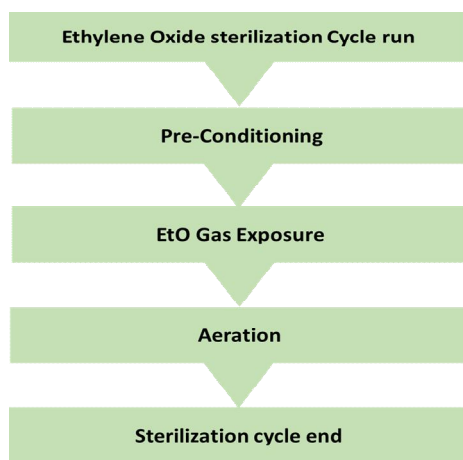 Ethylene Oxide sterilization Cycle run
Pre-Conditioning
EtO Gas Exposure
Aeration
Sterilization cycle end